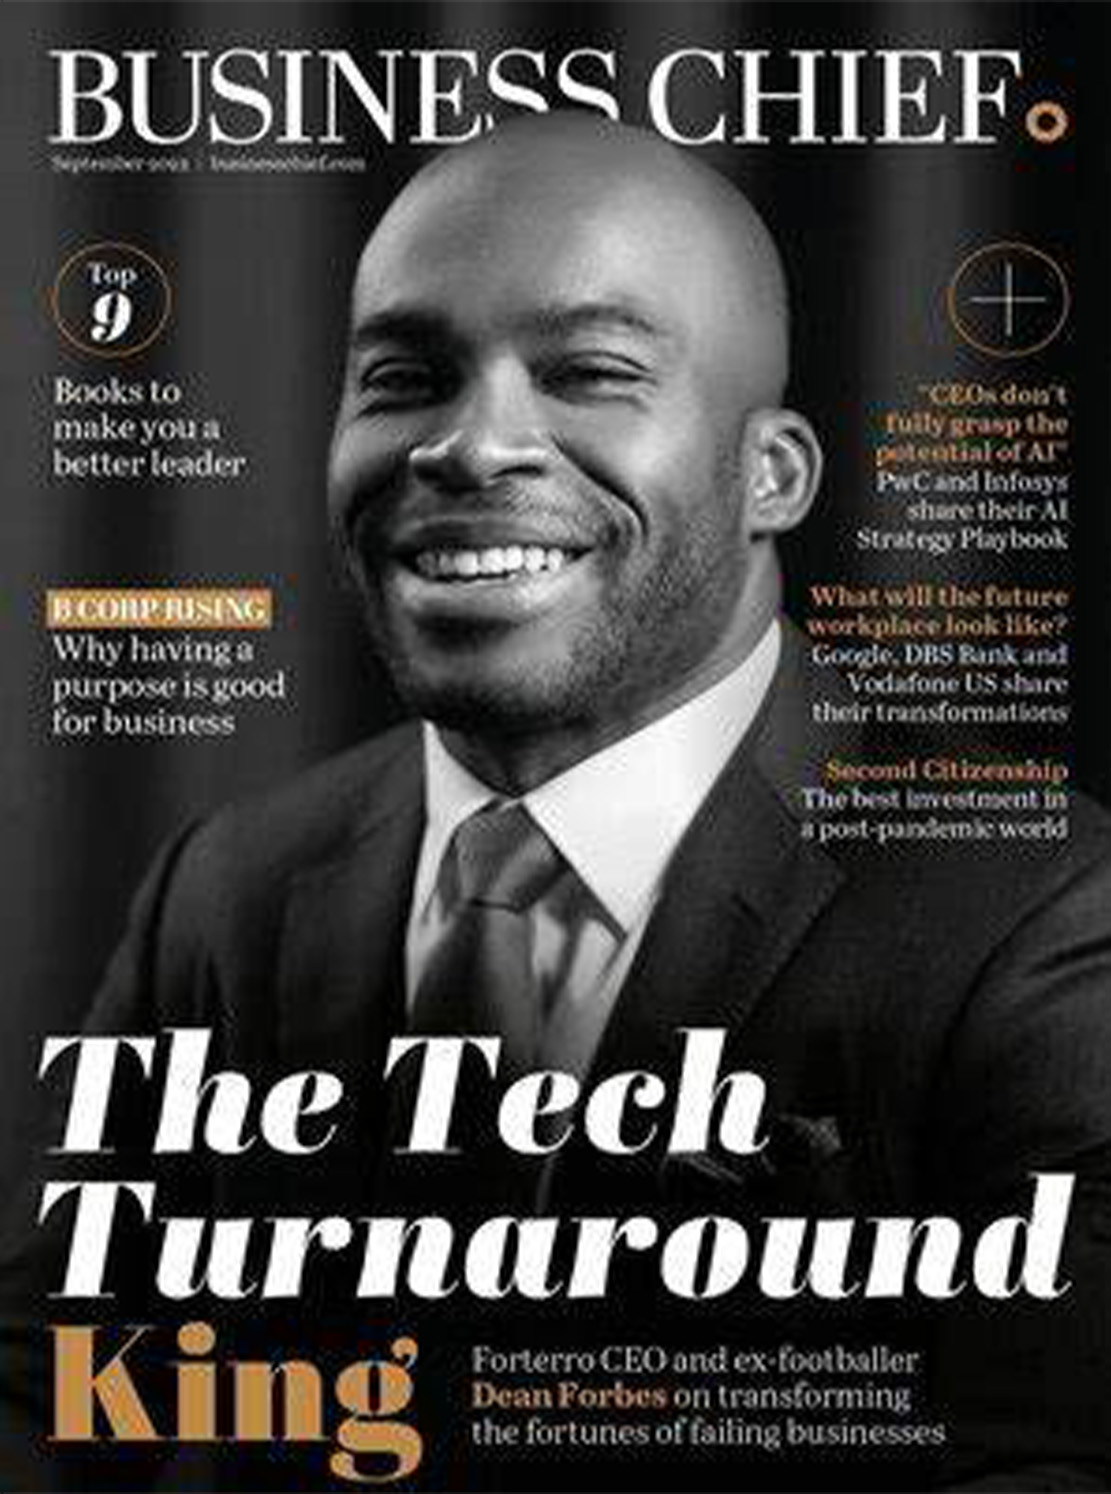 BUSINESS CHIEF
September 2022 | businesschief.com
Top
9
Books to
make you a
better leader
B CORP RISING
Why having a
purpose is good
for business
"CEOs don't
fully grasp the
potential of AI"
PwC and Infosys
share their AI
Strategy Playbook
What will the future
workplace look like?
Google, DBS Bank and
Vodafone US share
their transformations
Second Citizenship
The best investment in
a post-pandemic world
The Tech
Turnaround
King
Forterro CEO and ex-footballer
Dean Forbes on transforming
the fortunes of failing businesses